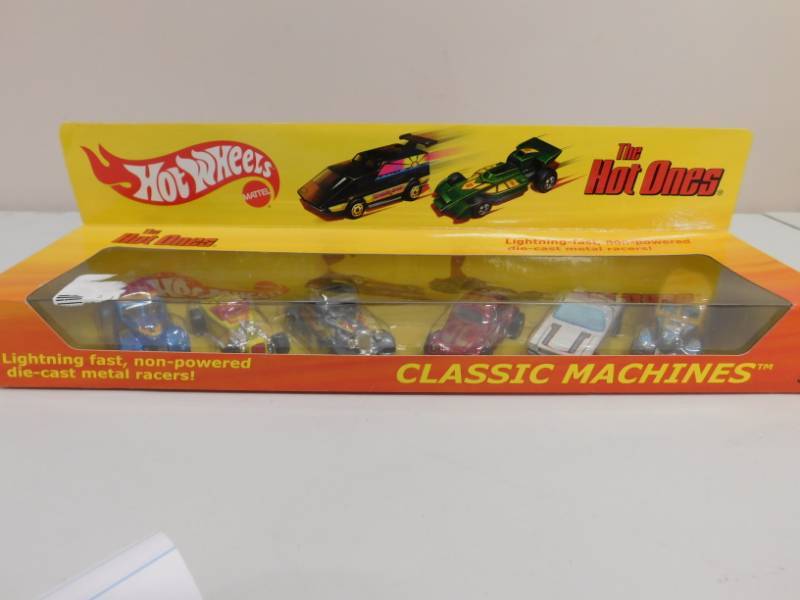 HOT WHEELS
MATTEL
The
Hot Ones®
The
Hot Ones
Lightning-fast, non-powered
die-cast metal racers!
Lightning fast, non-powered
die-cast metal racers!
CLASSIC MACHINES™